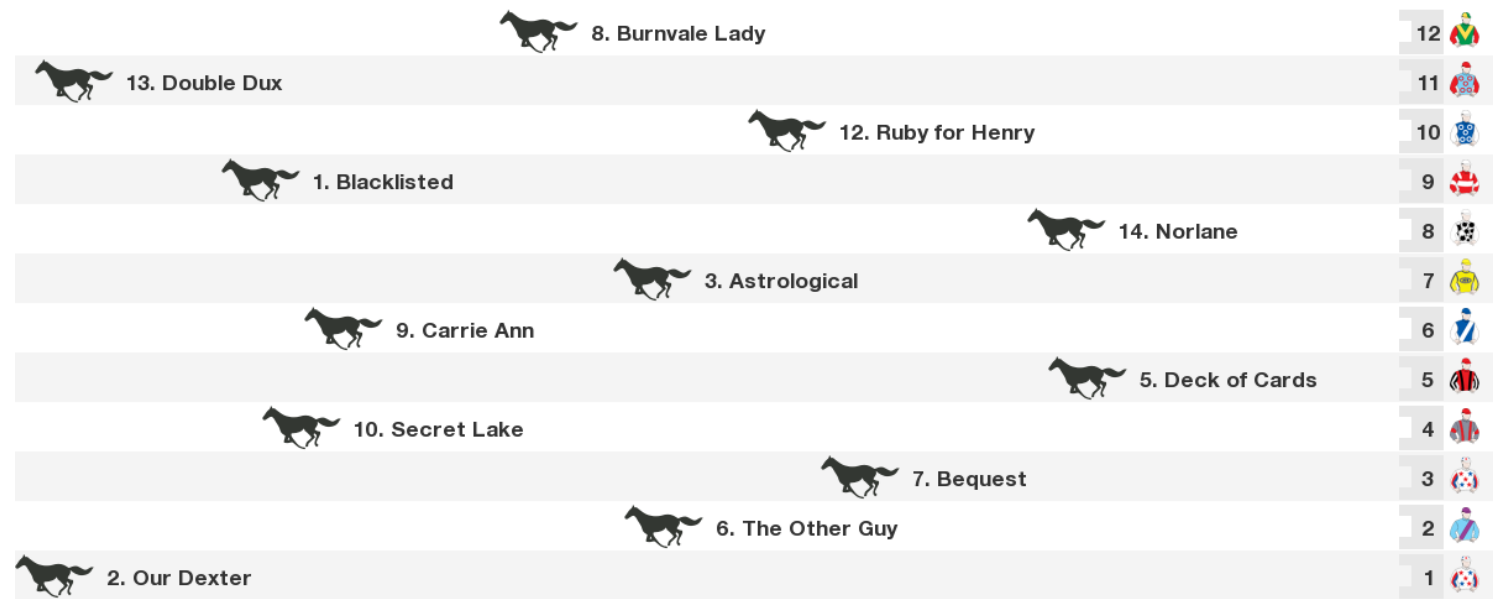 8. Burnvale Lady 12
13. Double Dux 11
12. Ruby for Henry 10
1. Blacklisted 9
14. Norlane 8
3. Astrological 7
9. Carrie Ann 6
5. Deck of Cards 5
10. Secret Lake 4
7. Bequest 3
6. The Other Guy 2
2. Our Dexter 1